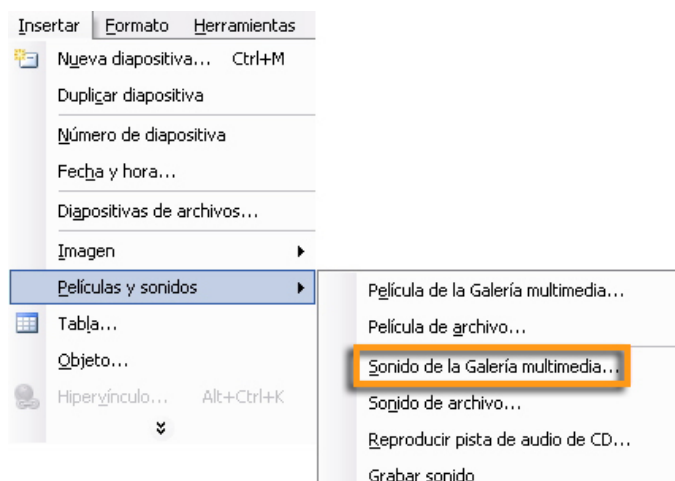 Insertar Formato Herramientas
Nueva diapositiva... Ctrl+M
Duplicar diapositiva
Número de diapositiva
Fecha y hora...
Diapositivas de archivos...
Imagen
Películas y sonidos
Tabla...
Objeto...
Hipervínculo... Alt+Ctrl+K
Película de la Galería multimedia...
Película de archivo...
Sonido de la Galería multimedia...
Sonido de archivo...
Reproducir pista de audio de CD...
Grabar sonido